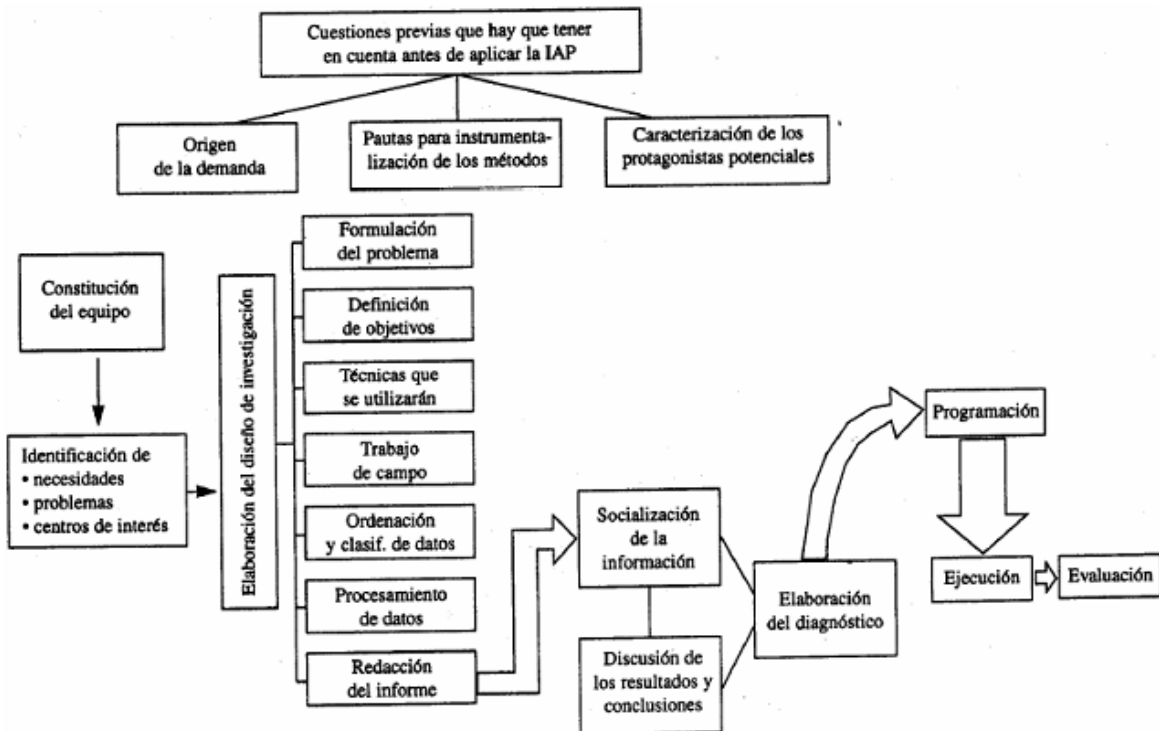 Cuestiones previas que hay que tener
en cuenta antes de aplicar la IAP
Origen
de la demanda
Pautas para instrumenta-
lización de los métodos
Caracterización de los
protagonistas potenciales
Constitución
del equipo
Identificación de
• necesidades
• problemas
• centros de interés
Elaboración del diseño de investigación
Formulación
del problema
Definición
de objetivos
Técnicas que
se utilizarán
Trabajo
de campo
Ordenación
y clasif. de datos
Procesamiento
de datos
Redacción
del informe
Socialización
de la
información
Discusión de
los resultados y
conclusiones
Elaboración
del diagnóstico
Programación
Ejecución
Evaluación